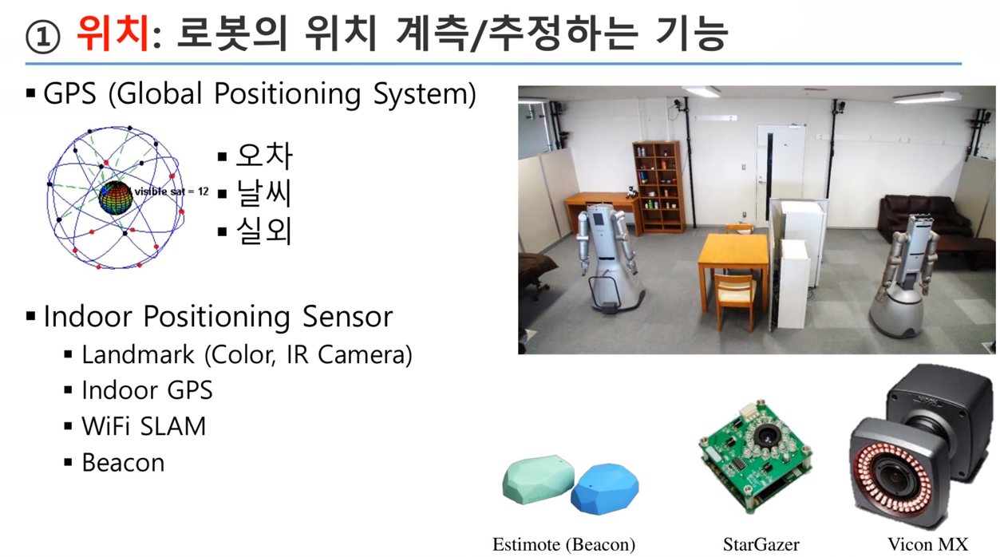 ① 위치: 로봇의 위치 계측/추정하는 기능
▪ GPS (Global Positioning System)
visible sat = 12
▪ 오차
▪ 날씨
▪ 실외
▪ Indoor Positioning Sensor
▪ Landmark (Color, IR Camera)
▪ Indoor GPS
▪ WiFi SLAM
▪ Beacon
Estimote (Beacon)
StarGazer
Vicon MX